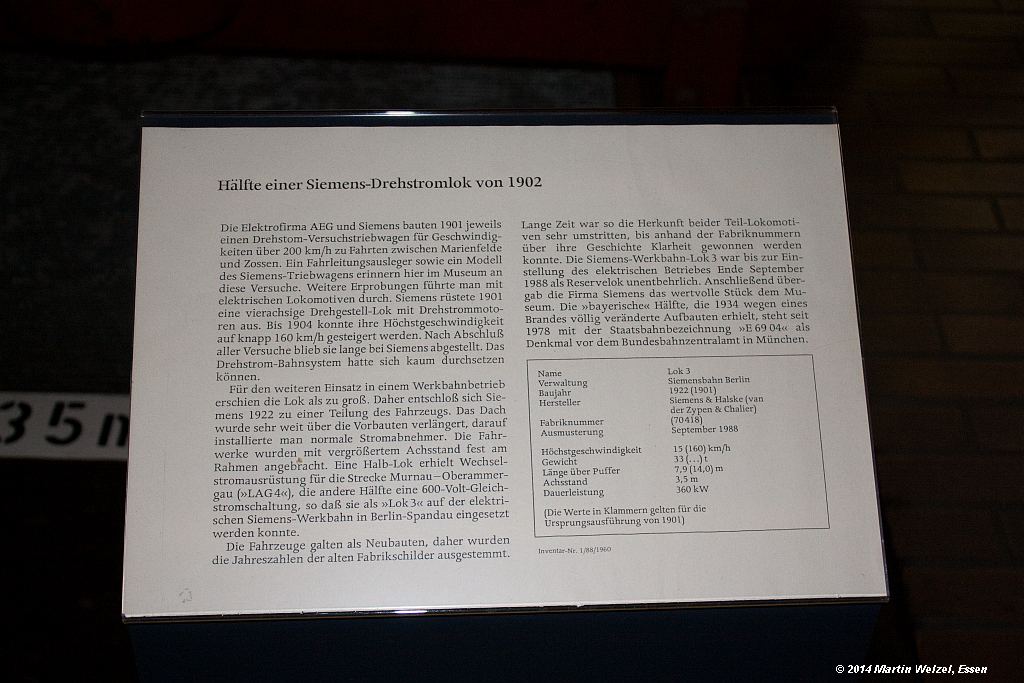 Hälfte einer Siemens-Drehstromlok von 1902
Die Elektrofirma AEG und Siemens bauten 1901 jeweils
einen Drehstom-Versuchstriebwagen für Geschwindig-
keiten über 200 km/h zu Fahrten zwischen Marienfelde
und Zossen. Ein Fahrleitungsausleger sowie ein Modell
des Siemens-Triebwagens erinnern hier im Museum an
diese Versuche. Weitere Erprobungen führte man mit
elektrischen Lokomotiven durch. Siemens rüstete 1901
eine vierachsige Drehgestell-Lok mit Drehstrommoto-
ren aus. Bis 1904 konnte ihre Höchstgeschwindigkeit
auf knapp 160 km/h gesteigert werden. Nach Abschluß
aller Versuche blieb sie lange bei Siemens abgestellt. Das
Drehstrom-Bahnsystem hatte sich kaum durchsetzen
können.
Für den weiteren Einsatz in einem Werkbahnbetrieb
erschien die Lok als zu groß. Daher entschloß sich Sie-
mens 1922 zu einer Teilung des Fahrzeugs. Das Dach
wurde sehr weit über die Vorbauten verlängert, darauf
installierte man normale Stromabnehmer. Die Fahr-
werke wurden mit vergrößertem Achsstand fest am
Rahmen angebracht. Eine Halb-Lok erhielt Wechsel-
stromausrüstung für die Strecke Murnau–Oberammer-
gau (»LAG 4«), die andere Hälfte eine 600-Volt-Gleich-
stromschaltung, so daß sie als »Lok 3« auf der elektri-
schen Siemens-Werkbahn in Berlin-Spandau eingesetzt
werden konnte.
Die Fahrzeuge galten als Neubauten, daher wurden
die Jahreszahlen der alten Fabrikschilder ausgestemmt.
Lange Zeit war so die Herkunft beider Teil-Lokomoti-
ven sehr umstritten, bis anhand der Fabriknummern
über ihre Geschichte Klarheit gewonnen werden
konnte. Die Siemens-Werkbahn-Lok 3 war bis zur Ein-
stellung des elektrischen Betriebes Ende September
1988 als Reservelok unentbehrlich. Anschließend über-
gab die Firma Siemens das wertvolle Stück dem Mu-
seum. Die »bayerische« Hälfte, die 1934 wegen eines
Brandes völlig veränderte Aufbauten erhielt, steht seit
1978 mit der Staatsbahnbezeichnung »E 69 04« als
Denkmal vor dem Bundesbahnzentralamt in München.
Name Lok 3
Verwaltung Siemensbahn Berlin
Baujahr 1922 (1901)
Hersteller Siemens & Halske (van
der Zypen & Chalier)
Fabriknummer (70418)
Ausmusterung September 1988
Höchstgeschwindigkeit 15 (160) km/h
Gewicht 33 (...) t
Länge über Puffer 7,9 (14,0) m
Achsstand 3,5 m
Dauerleistung 360 kW
(Die Werte in Klammern gelten für die
Ursprungsausführung von 1901)
Inventar-Nr. 1/88/1960
35 m
© 2014 Martin Welzel, Essen